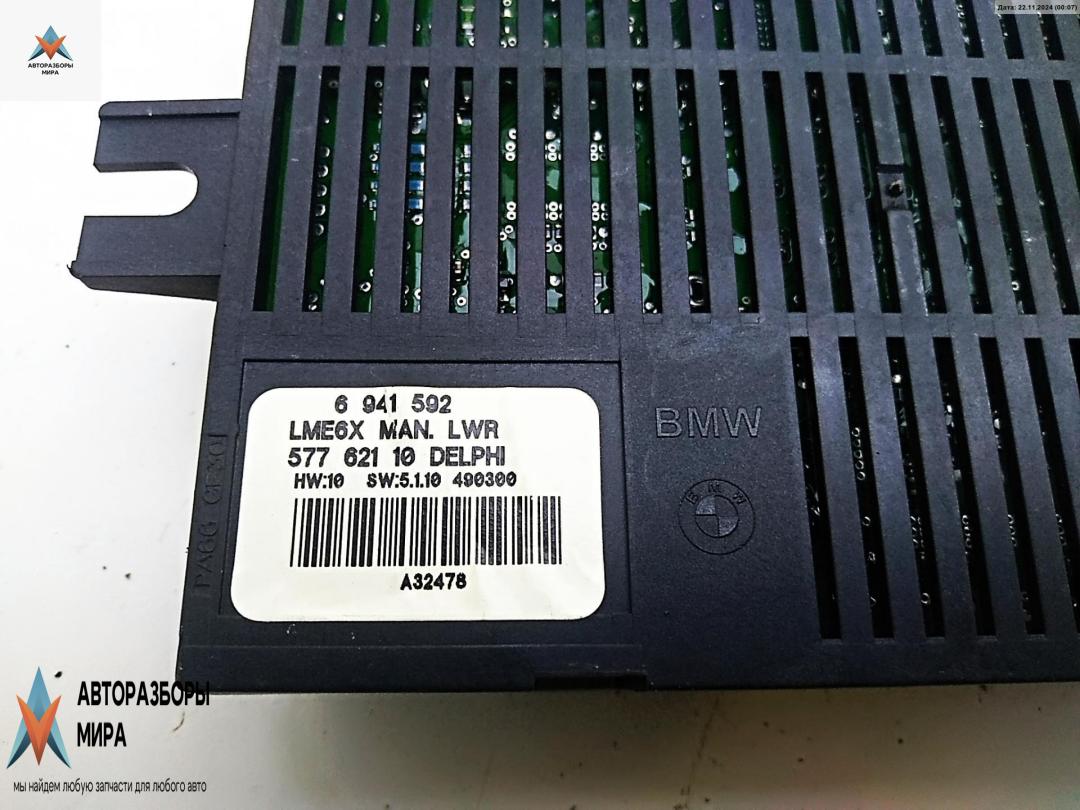 Дата: 22.11.2024 (00:07)
АВТОРАЗБОРЫ
МИРА
6 941 592
LME6X MAN. LWR
577 621 10 DELPHI
HW:10 SW:5.1.10 490300
A32478
BMW
BMW
АВТОРАЗБОРЫ
МИРА
мы найдем любую запчасти для любого авто